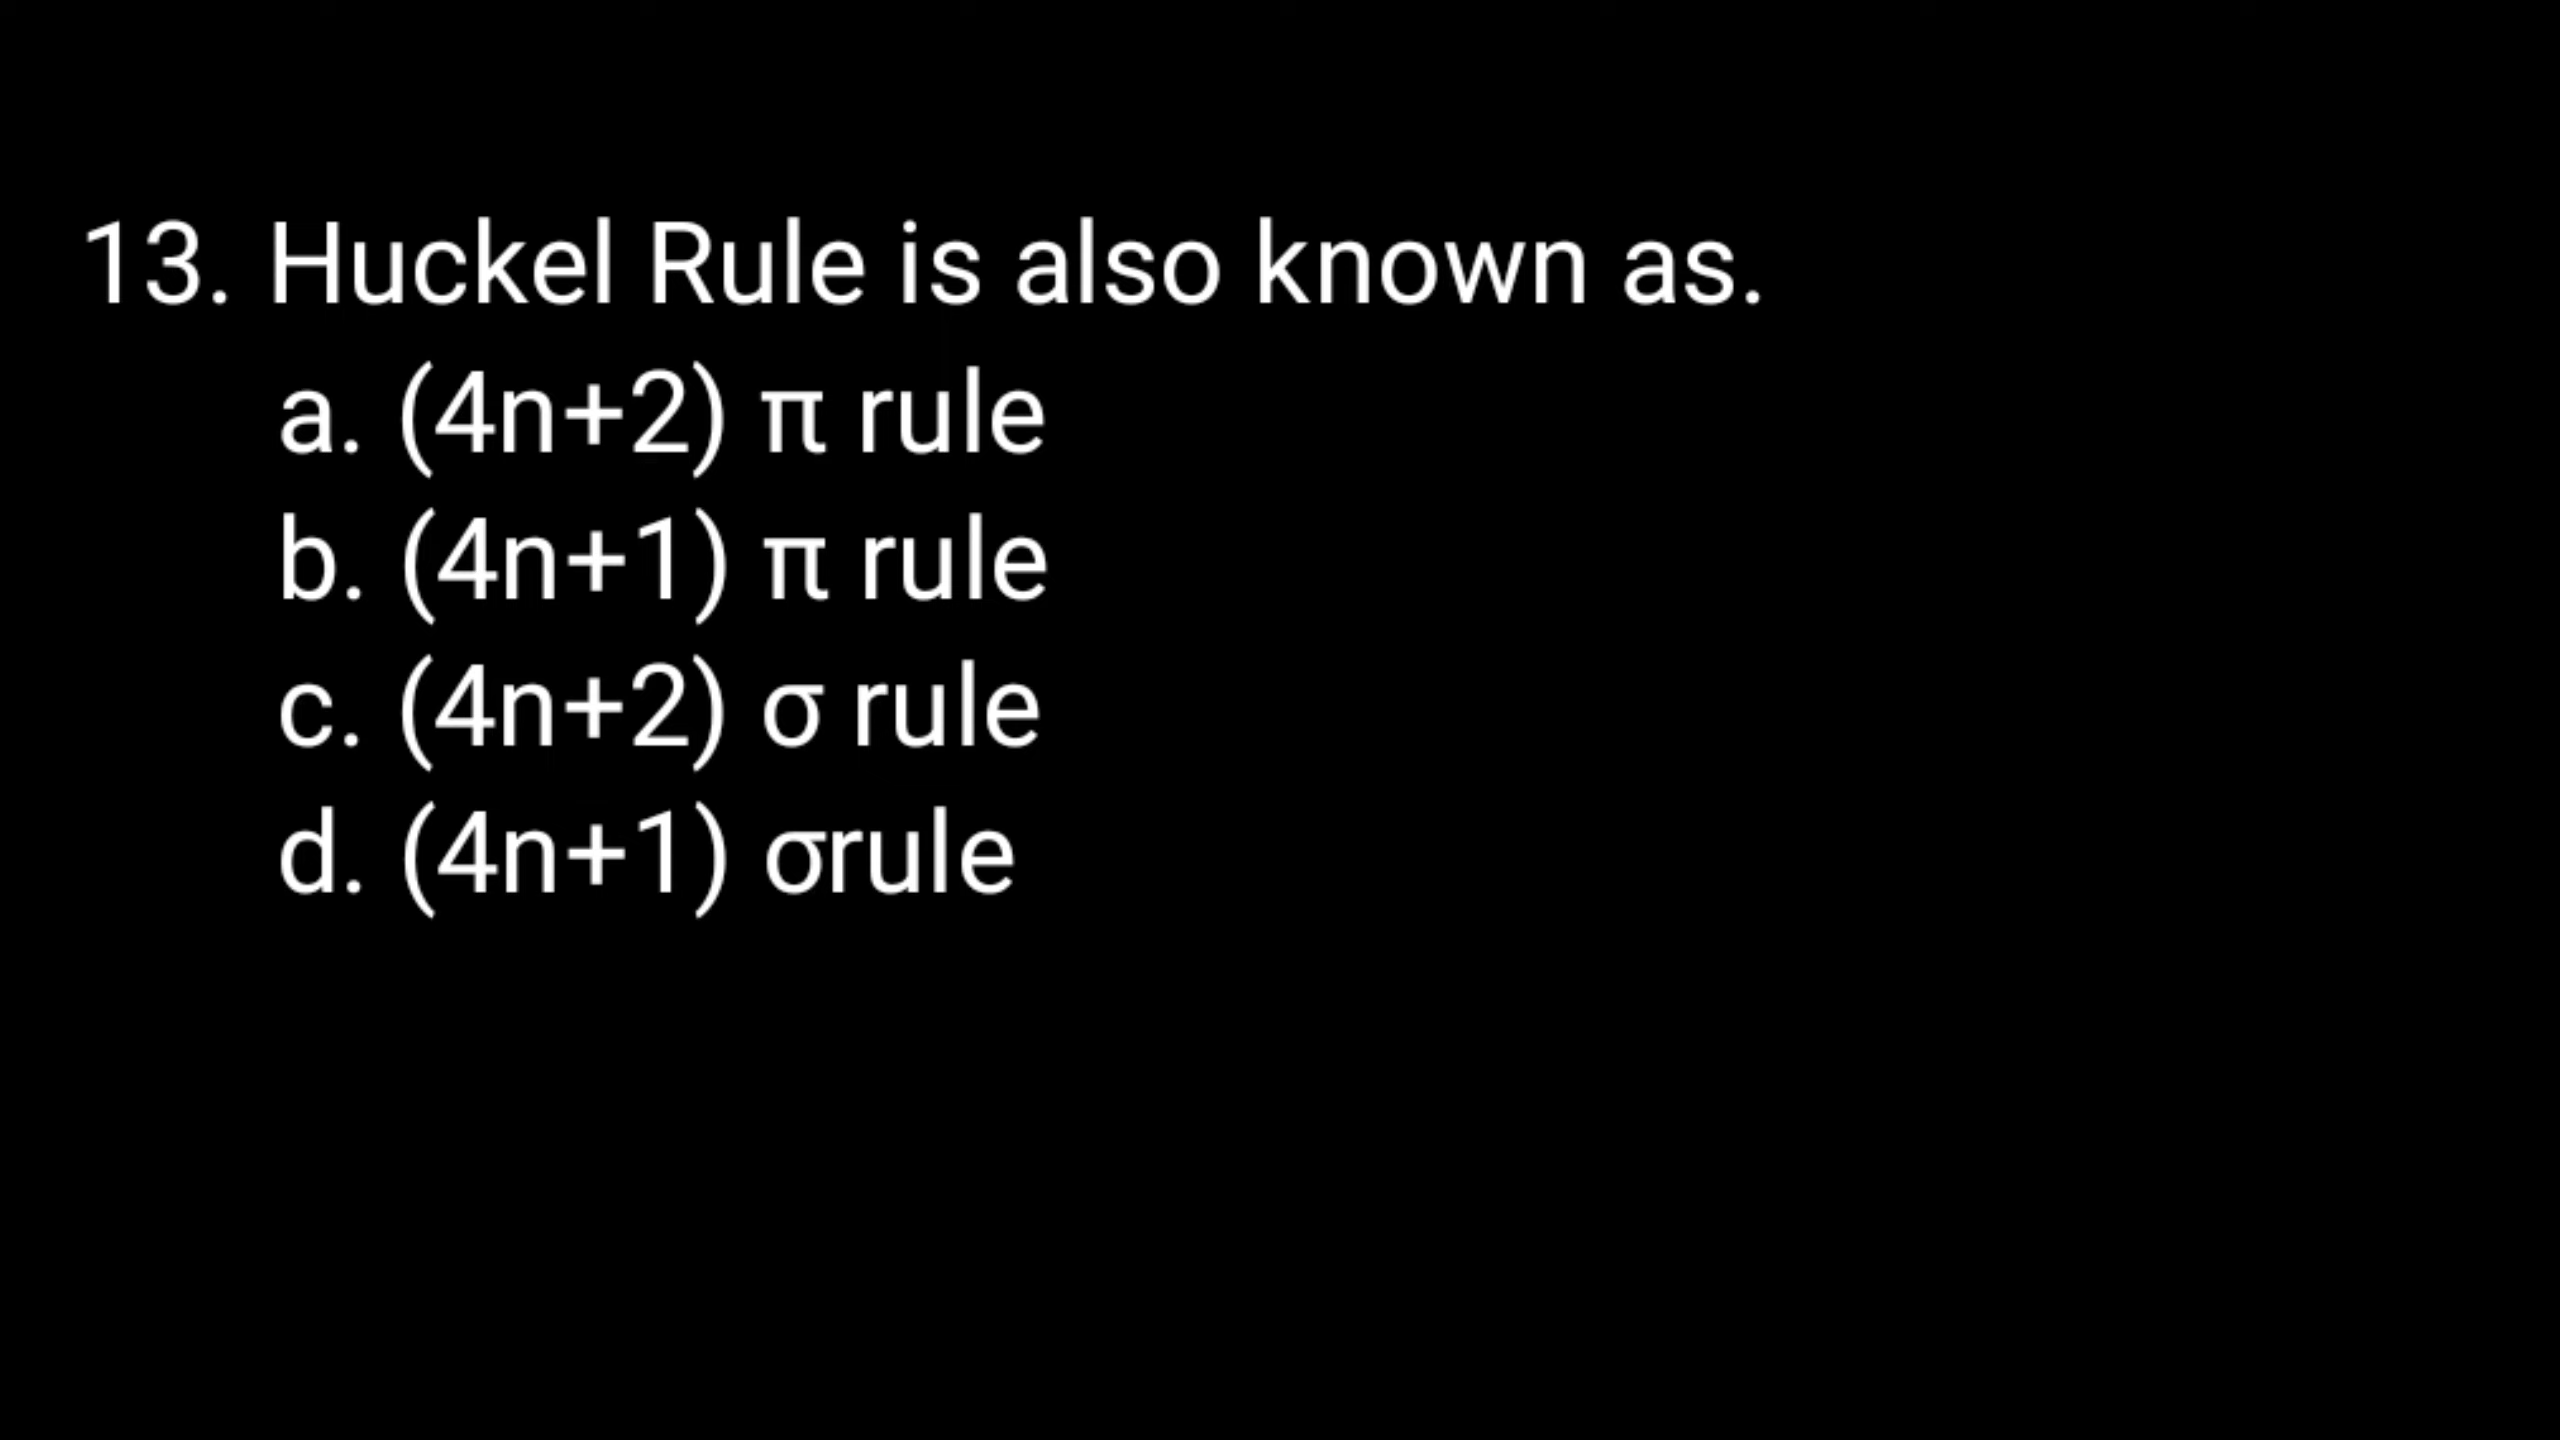 13. Huckel Rule is also known as.
a. (4n+2) π rule
b. (4n+1) π rule
c. (4n+2) σ rule
d. (4n+1) σrule